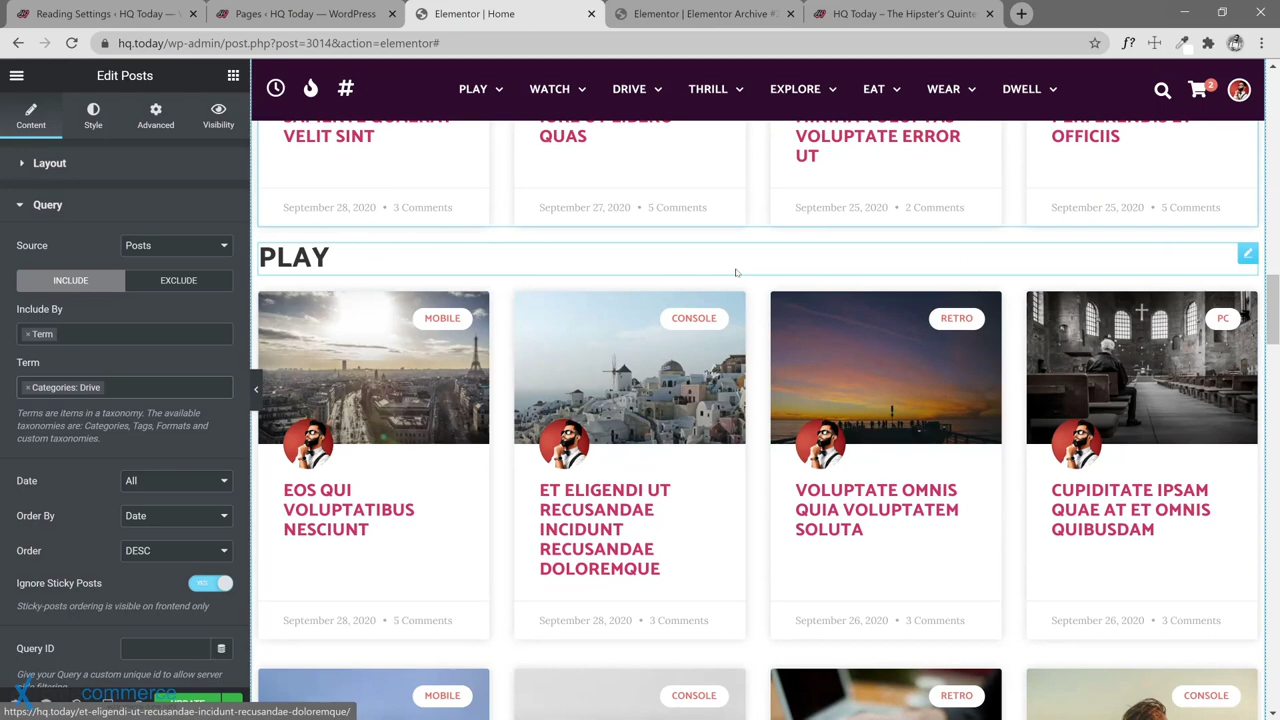 Reading Settings ‹ HQ Today — W
Pages ‹ HQ Today — WordPress
Elementor | Home
Elementor | Elementor Archive #
HQ Today – The Hipster's Quinte
hq.today/wp-admin/post.php?post=3014&action=elementor#
Edit Posts
Content
Style
Advanced
Visibility
Layout
Query
Source
Posts
INCLUDE
EXCLUDE
Include By
× Term
Term
× Categories: Drive
Terms are items in a taxonomy. The available
taxonomies are: Categories, Tags, Formats and
custom taxonomies.
Date
All
Order By
Date
Order
DESC
Ignore Sticky Posts
YES
Sticky-posts ordering is visible on frontend only
Query ID
Give your Query a custom unique id to allow server
commerce
https://hq.today/et-eligendi-ut-recusandae-incidunt-recusandae-doloremque/
#
PLAY
WATCH
DRIVE
THRILL
EXPLORE
EAT
WEAR
DWELL
2
VELIT SINT
QUAS
VOLUPTATE ERROR
UT
OFFICIIS
September 28, 2020 • 3 Comments
September 27, 2020 • 5 Comments
September 25, 2020 • 2 Comments
September 25, 2020 • 5 Comments
PLAY
MOBILE
CONSOLE
RETRO
PC
EOS QUI
VOLUPTATIBUS
NESCIUNT
ET ELIGENDI UT
RECUSANDAE
INCIDUNT
RECUSANDAE
DOLOREMQUE
VOLUPTATE OMNIS
QUIA VOLUPTATEM
SOLUTA
CUPIDITATE IPSAM
QUAE AT ET OMNIS
QUIBUSDAM
September 28, 2020 • 5 Comments
September 28, 2020 • 3 Comments
September 26, 2020 • 3 Comments
September 26, 2020 • 3 Comments
MOBILE
CONSOLE
RETRO
CONSOLE